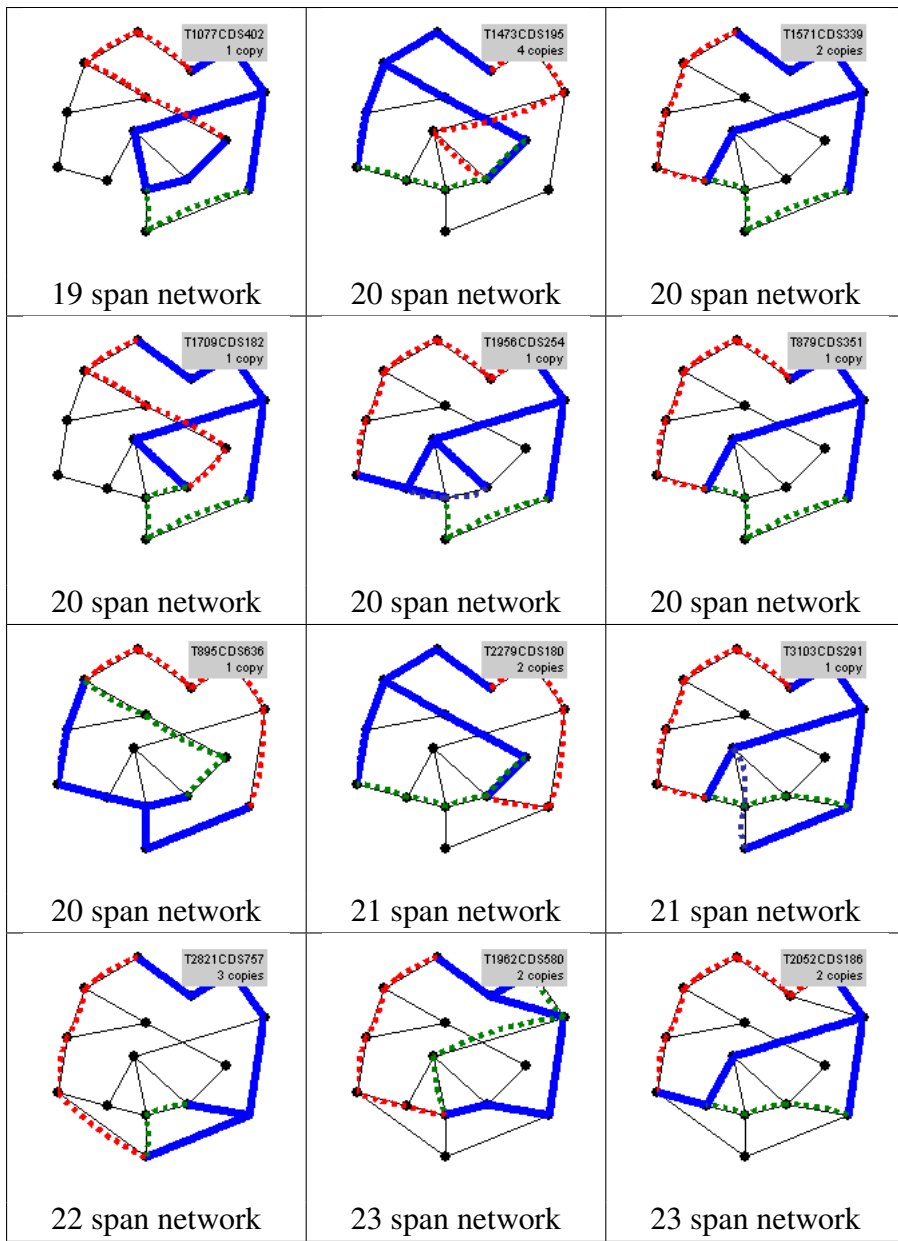 T1077CDS402
1 copy
T1473CDS195
4 copies
T1571CDS339
2 copies
19 span network
20 span network
20 span network
T1709CDS182
1 copy
T1956CDS254
1 copy
T879CDS351
1 copy
20 span network
20 span network
20 span network
T895CDS636
1 copy
T2279CDS180
2 copies
T3103CDS291
1 copy
20 span network
21 span network
21 span network
T2821CDS757
3 copies
T1962CDS580
2 copies
T2052CDS186
2 copies
22 span network
23 span network
23 span network